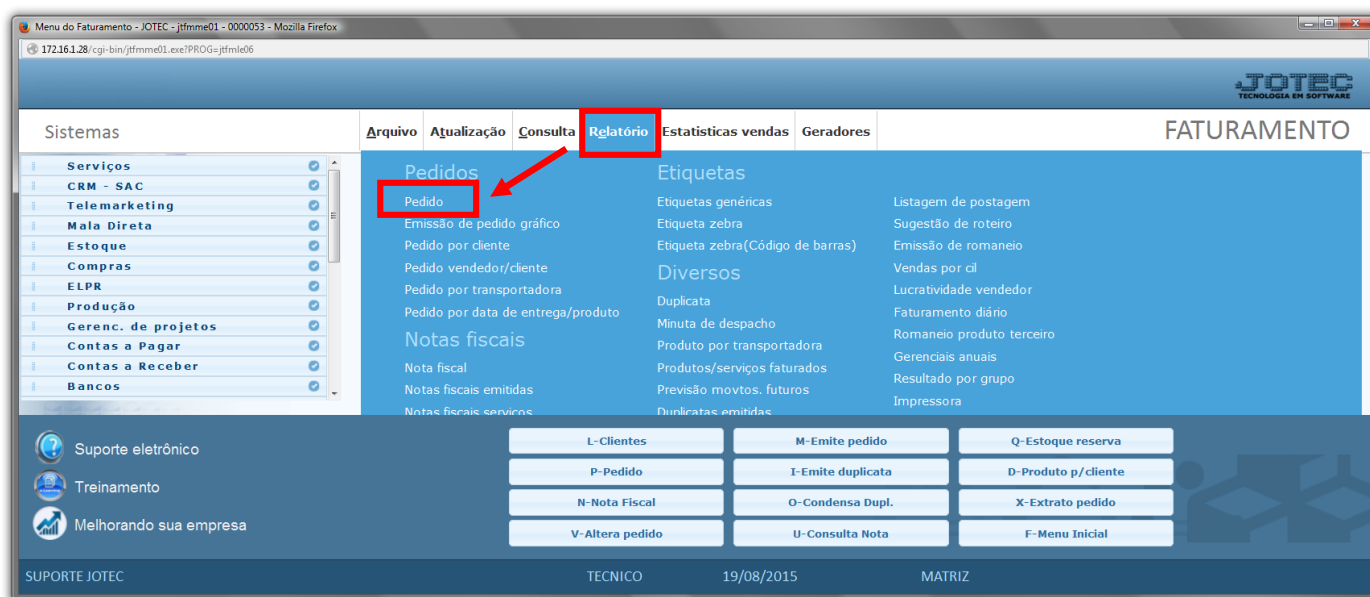 Menu do Faturamento - JOTEC - jtfmme01 - 0000053 - Mozilla Firefox
172.16.1.28/cgi-bin/jtfmme01.exe?PROG=jtfmle06
JOTEC
TECNOLOGIA EM SOFTWARE
Sistemas
Arquivo Atualização Consulta Relatório Estatisticas vendas Geradores
FATURAMENTO
Serviços
CRM - SAC
Telemarketing
Mala Direta
Estoque
Compras
ELPR
Produção
Gerenc. de projetos
Contas a Pagar
Contas a Receber
Bancos
Pedidos
Pedido
Emissão de pedido gráfico
Pedido por cliente
Pedido vendedor/cliente
Pedido por transportadora
Pedido por data de entrega/produto
Notas fiscais
Nota fiscal
Notas fiscais emitidas
Notas fiscais serviços
Etiquetas
Etiquetas genéricas
Etiqueta zebra
Etiqueta zebra(Código de barras)
Diversos
Duplicata
Minuta de despacho
Produto por transportadora
Produtos/serviços faturados
Previsão movtos. futuros
Duplicatas emitidas
Listagem de postagem
Sugestão de roteiro
Emissão de romaneio
Vendas por cil
Lucratividade vendedor
Faturamento diário
Romaneio produto terceiro
Gerenciais anuais
Resultado por grupo
Impressora
Suporte eletrônico
Treinamento
Melhorando sua empresa
L-Clientes M-Emite pedido Q-Estoque reserva
P-Pedido I-Emite duplicata D-Produto p/cliente
N-Nota Fiscal O-Condensa Dupl. X-Extrato pedido
V-Altera pedido U-Consulta Nota F-Menu Inicial
SUPORTE JOTEC TECNICO 19/08/2015 MATRIZ